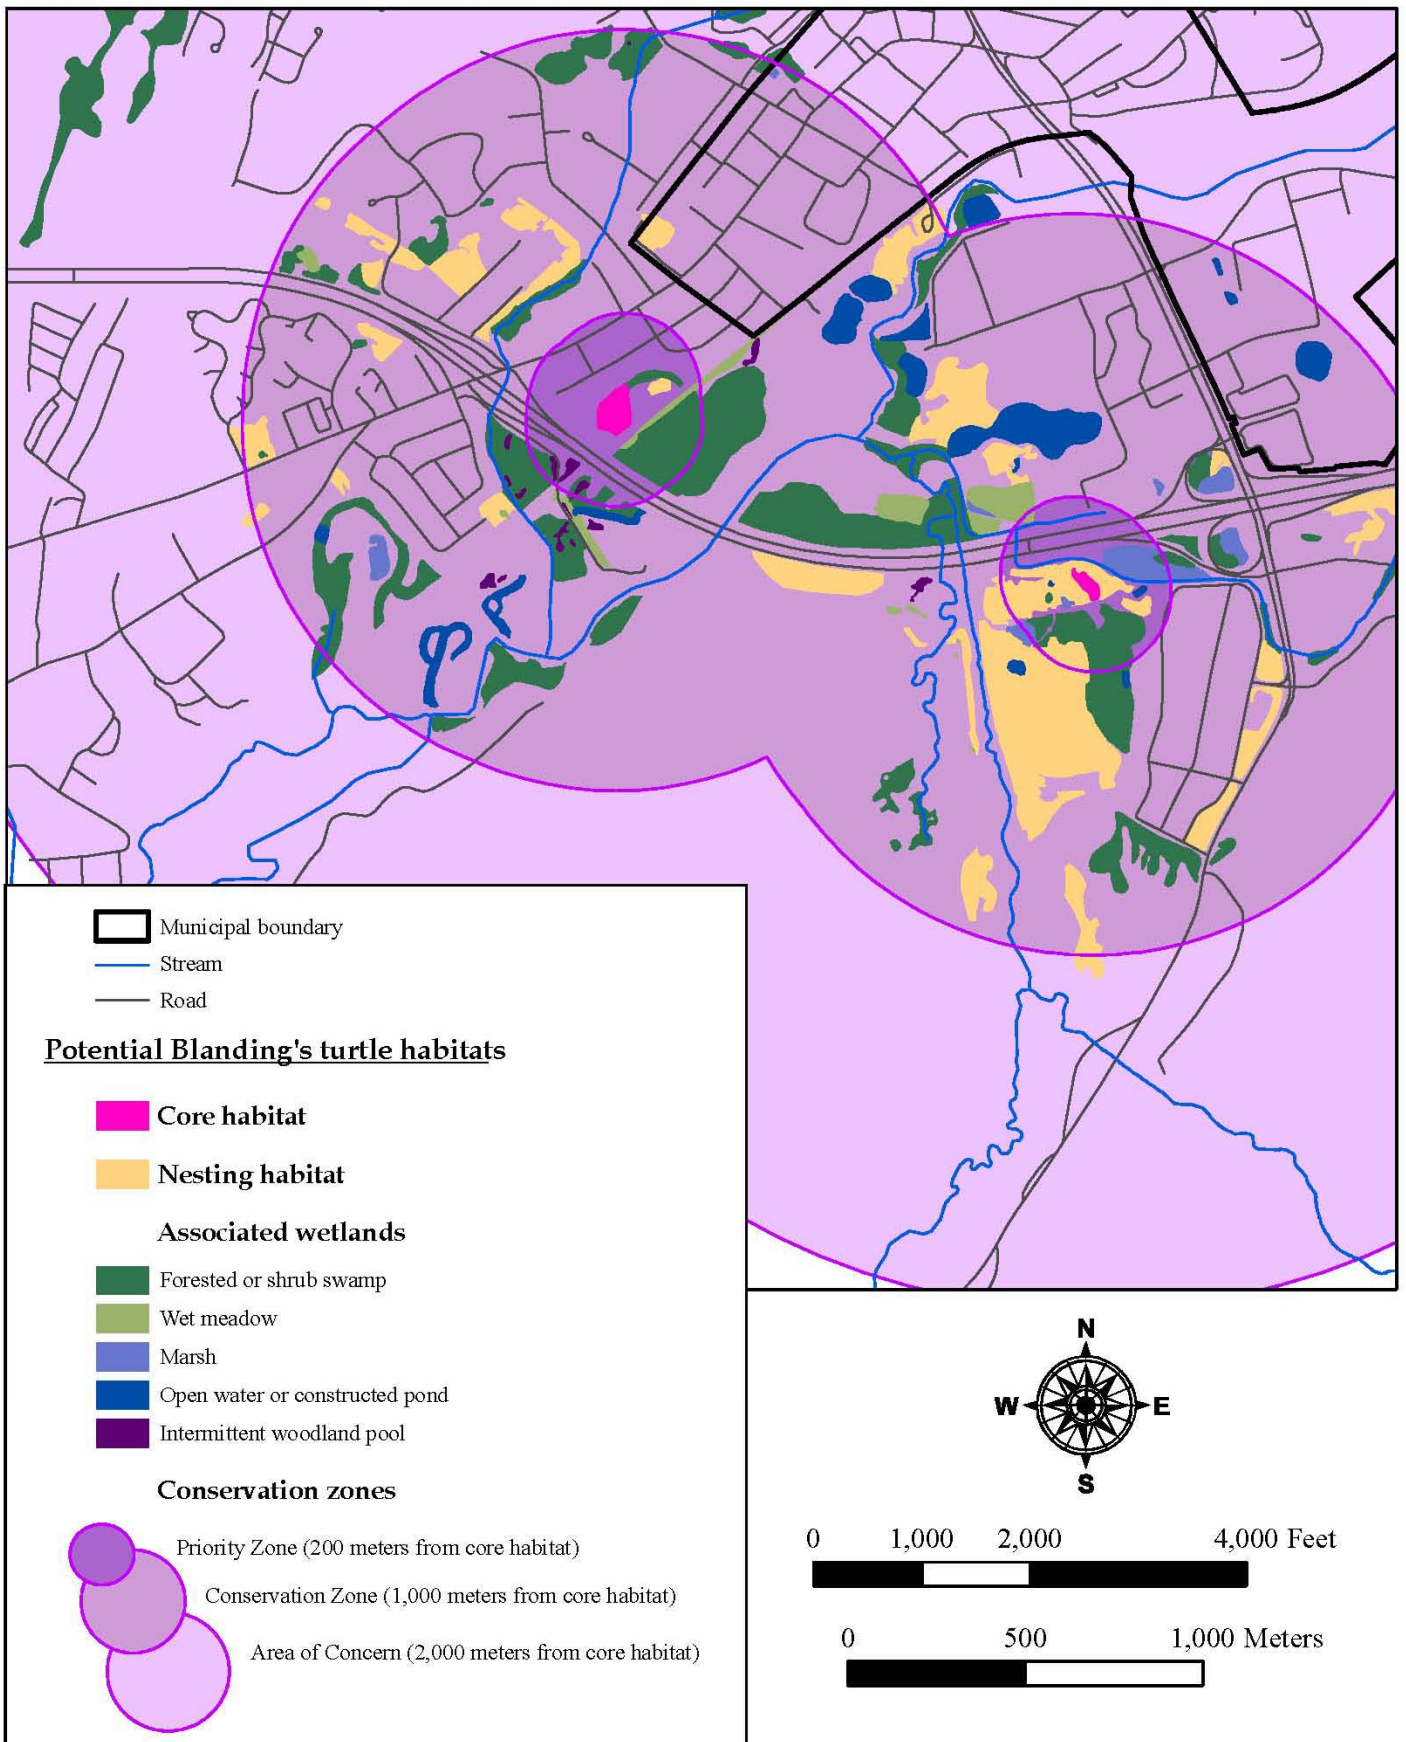 Municipal boundary
Stream
Road
Potential Blanding's turtle habitats
Core habitat
Nesting habitat
Associated wetlands
Forested or shrub swamp
Wet meadow
Marsh
Open water or constructed pond
Intermittent woodland pool
Conservation zones
Priority Zone (200 meters from core habitat)
Conservation Zone (1,000 meters from core habitat)
Area of Concern (2,000 meters from core habitat)
N
W E
S
0 1,000 2,000 4,000 Feet
0 500 1,000 Meters